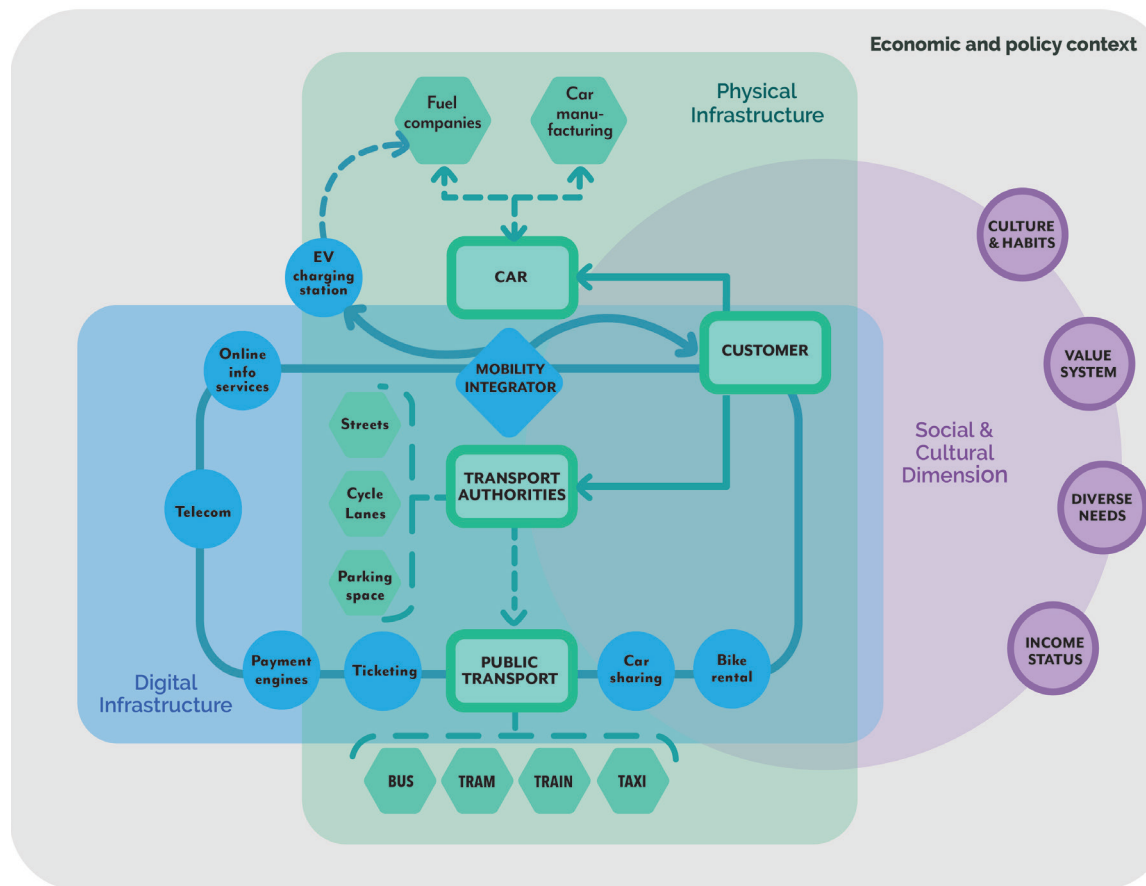 Economic and policy context
Physical
Infrastructure
Fuel
companies
Car
manu-
facturing
CULTURE
& HABITS
EV
charging
station
CAR
Online
info
services
MOBILITY
INTEGRATOR
CUSTOMER
VALUE
SYSTEM
Streets
Social &
Cultural
Dimension
TRANSPORT
AUTHORITIES
Cycle
Lanes
Telecom
DIVERSE
NEEDS
Parking
space
INCOME
STATUS
Payment
engines
Ticketing
PUBLIC
TRANSPORT
Car
sharing
Bike
rental
Digital
Infrastructure
BUS
TRAM
TRAIN
TAXI